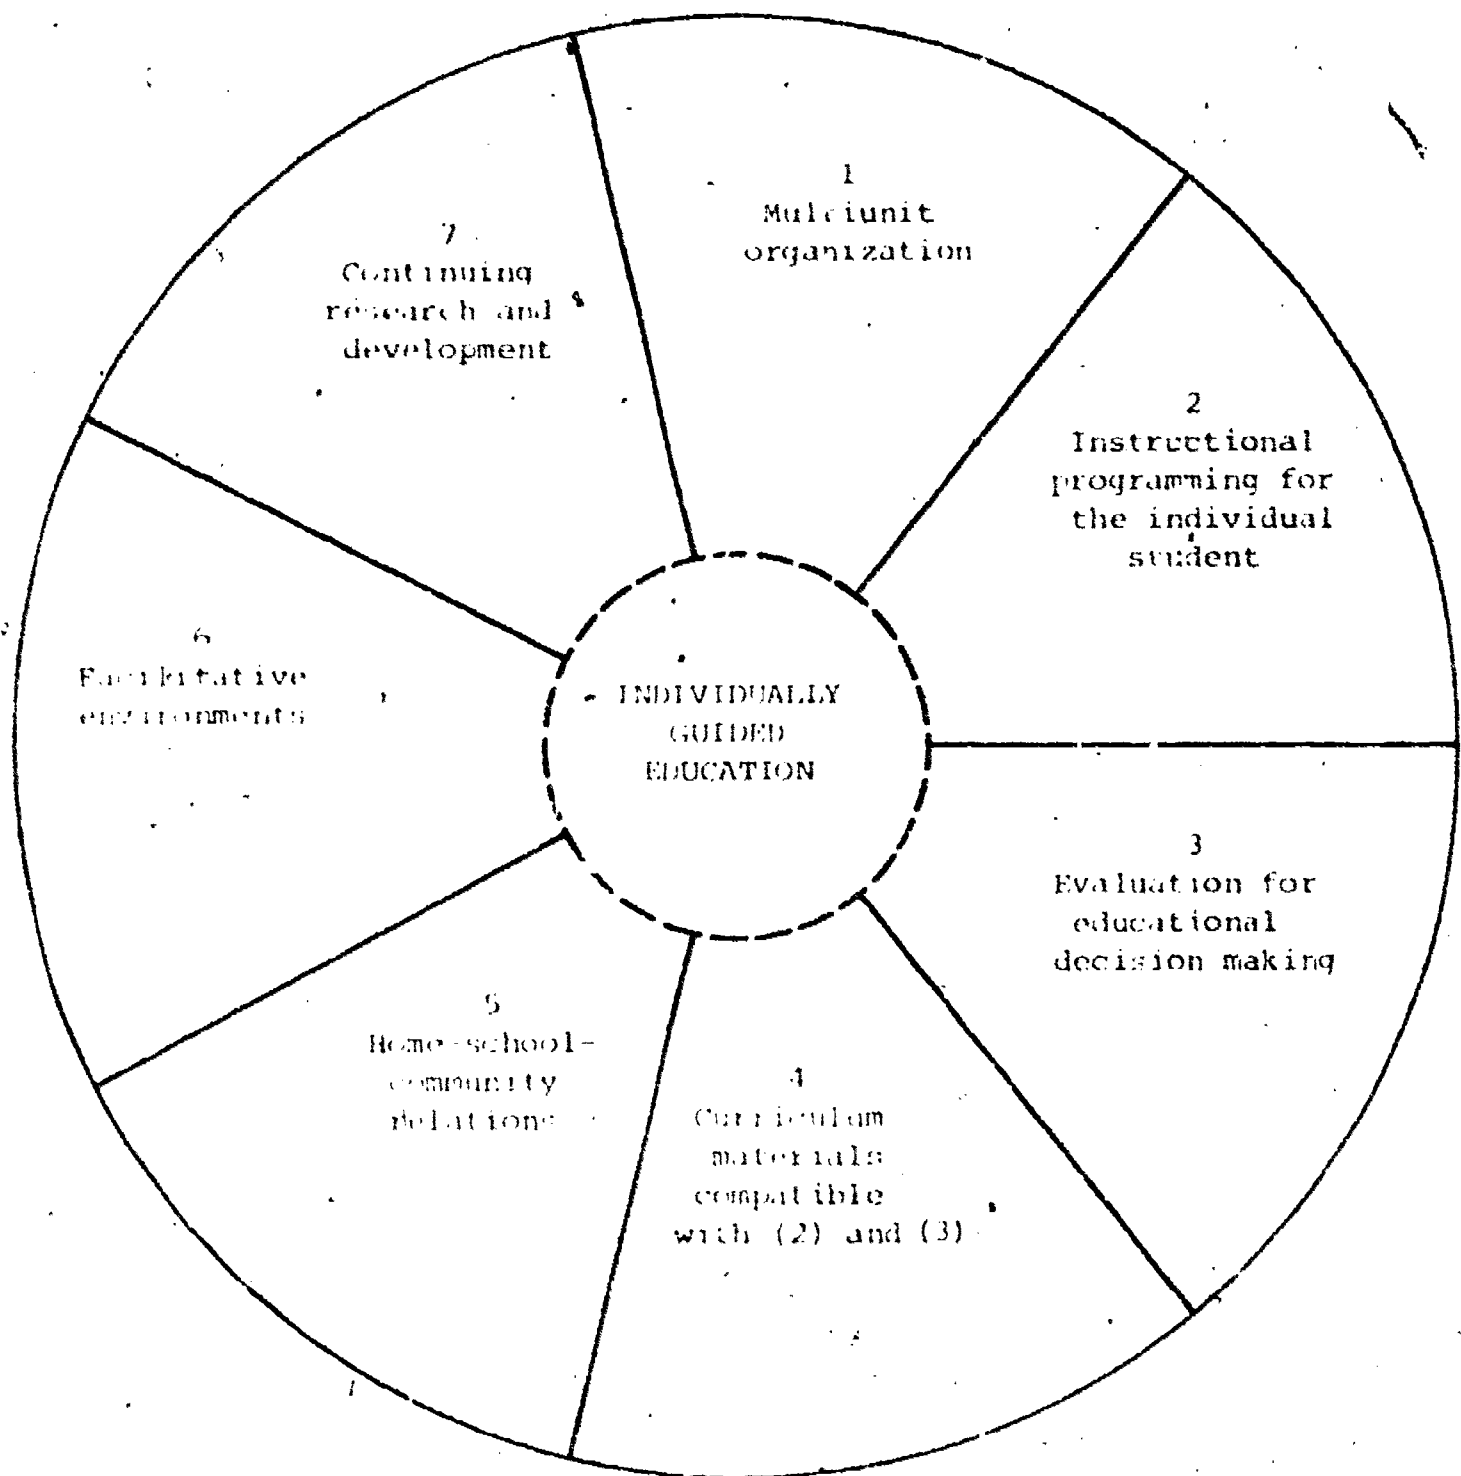 1
Multiunit
organization
2
Instructional
programming for
the individual
student
3
Evaluation for
educational
decision making
4
Curriculum
materials
compatible
with (2) and (3)
5
Home-school-
community
relations
6
Facilitative
environments
7
Continuing
research and
development
INDIVIDUALLY
GUIDED
EDUCATION